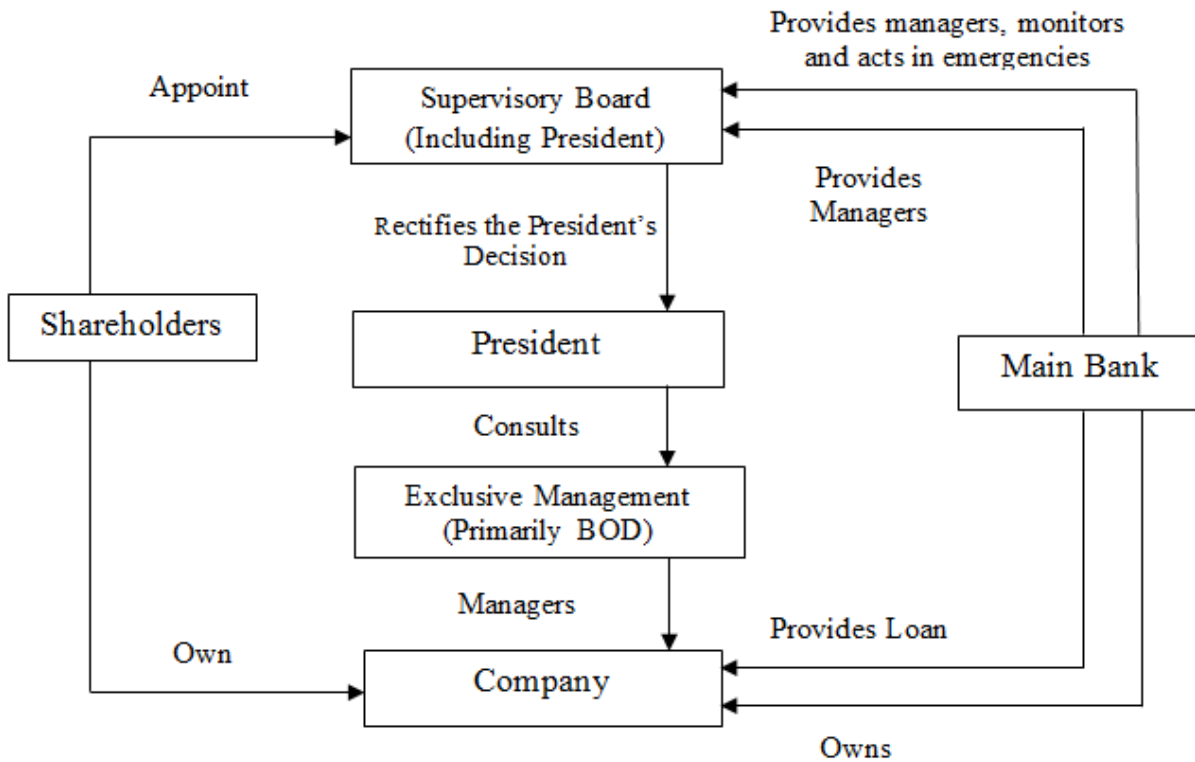 Provides managers, monitors
and acts in emergencies
Appoint
Supervisory Board
(Including President)
Provides
Managers
Rectifies the President's
Decision
Shareholders
President
Main Bank
Consults
Exclusive Management
(Primarily BOD)
Managers
Provides Loan
Own
Company
Owns